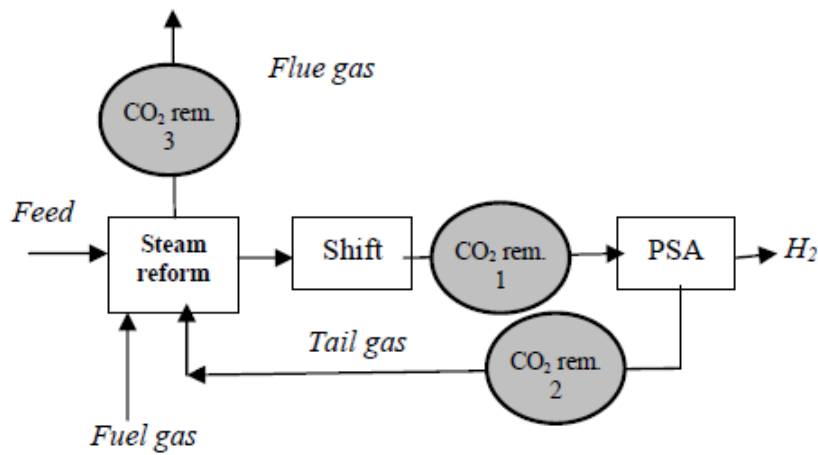 Flue gas
CO₂ rem.
3
Feed
Steam
reform
Shift
CO₂ rem.
1
PSA
H₂
Tail gas
CO₂ rem.
2
Fuel gas